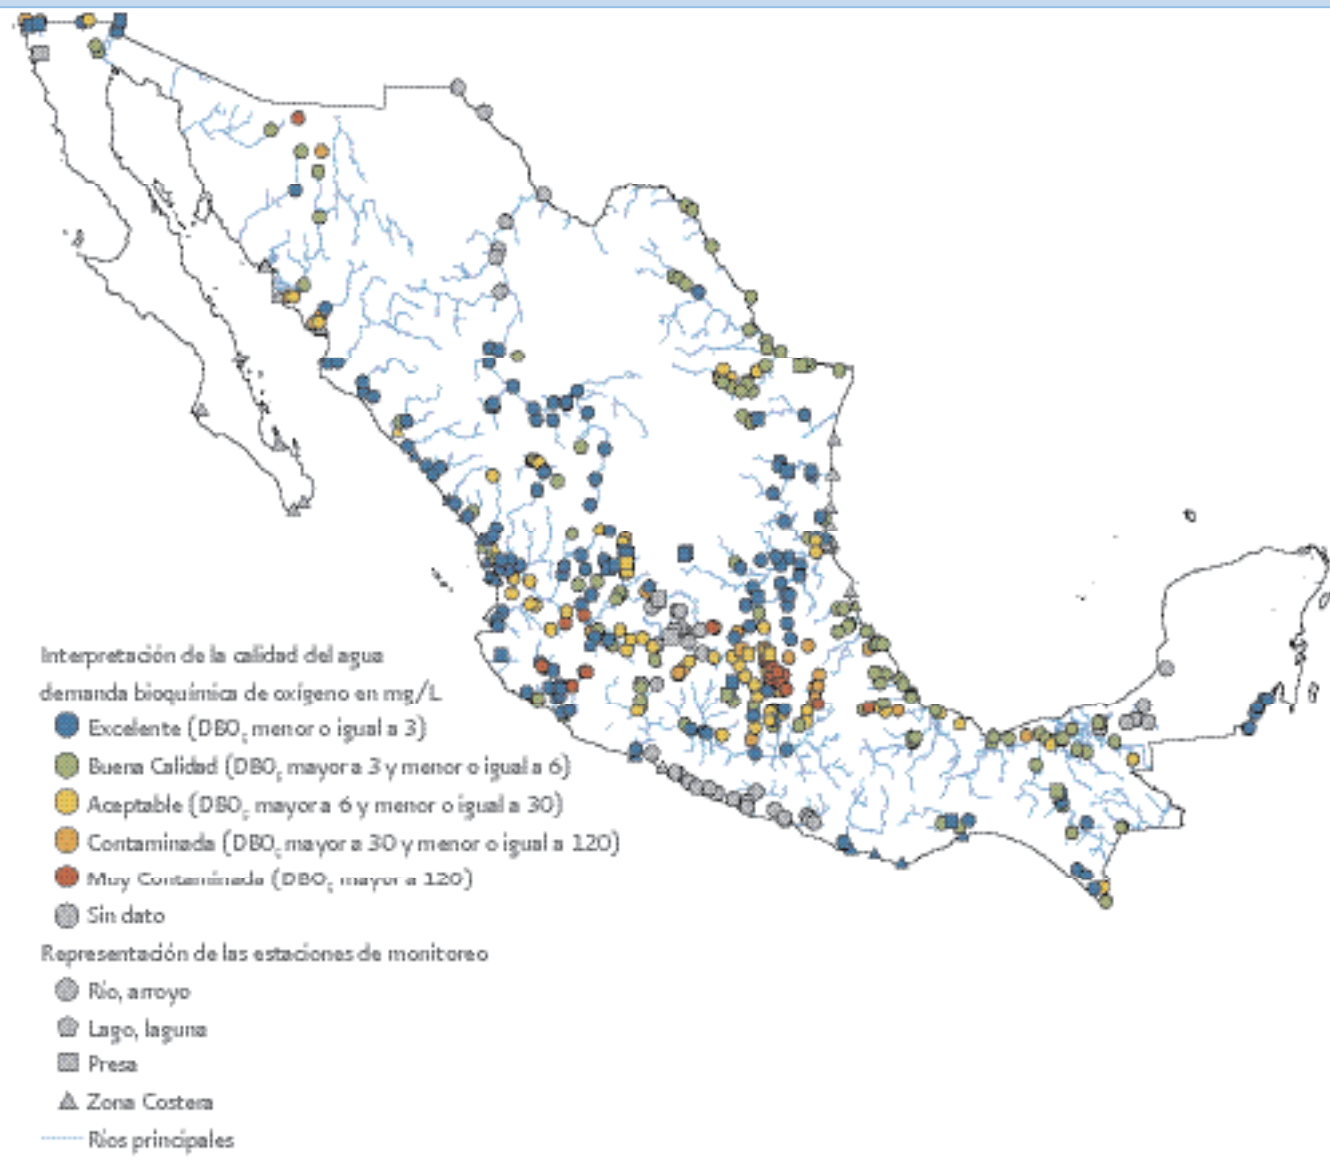 Interpretación de la calidad del agua
demanda bioquímica de oxígeno en mg/L
Excelente (DBO5 menor o igual a 3)
Buena Calidad (DBO5 mayor a 3 y menor o igual a 6)
Aceptable (DBO5 mayor a 6 y menor o igual a 30)
Contaminada (DBO5 mayor a 30 y menor o igual a 120)
Muy Contaminada (DBO5 mayor a 120)
Sin dato
Representación de las estaciones de monitoreo
Río, arroyo
Lago, laguna
Presa
Zona Costera
Ríos principales